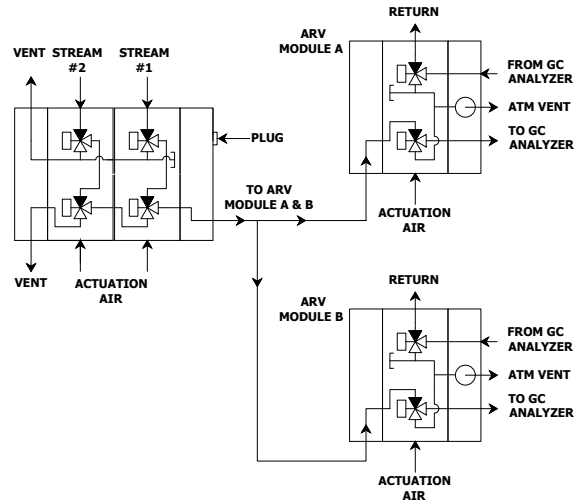 VENT
STREAM
#2
STREAM
#1
PLUG
TO ARV
MODULE A & B
VENT
ACTUATION
AIR
RETURN
ARV
MODULE A
FROM GC
ANALYZER
ATM VENT
TO GC
ANALYZER
ACTUATION
AIR
RETURN
ARV
MODULE B
FROM GC
ANALYZER
ATM VENT
TO GC
ANALYZER
ACTUATION
AIR